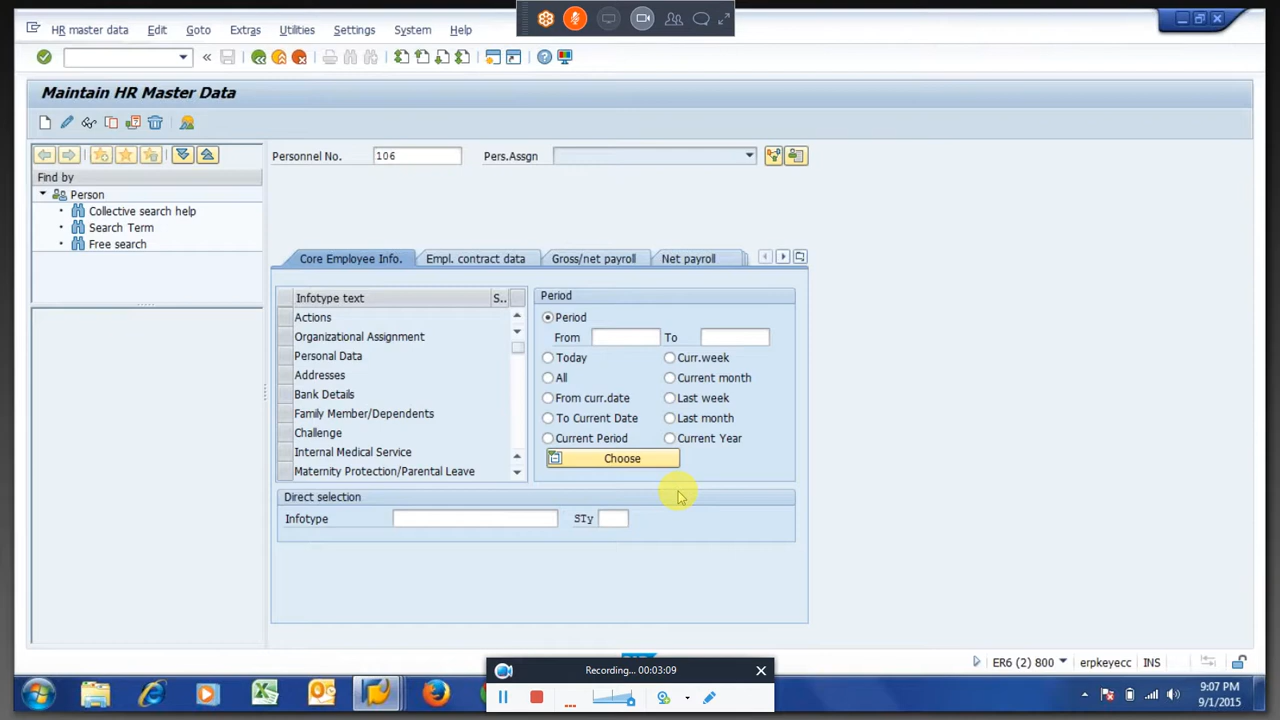 HR master data Edit Goto Extras Utilities Settings System Help
Maintain HR Master Data
Personnel No. 106 Pers.Assgn
Find by
Person
Collective search help
Search Term
Free search
Core Employee Info. Empl. contract data Gross/net payroll Net payroll
Infotype text S..
Actions
Organizational Assignment
Personal Data
Addresses
Bank Details
Family Member/Dependents
Challenge
Internal Medical Service
Maternity Protection/Parental Leave
Period
Period
From To
Today Curr.week
All Current month
From curr.date Last week
To Current Date Last month
Current Period Current Year
Choose
Direct selection
Infotype STy
ER6 (2) 800 erpkeyecc INS
Recording... 00:03:09
9:07 PM
9/1/2015